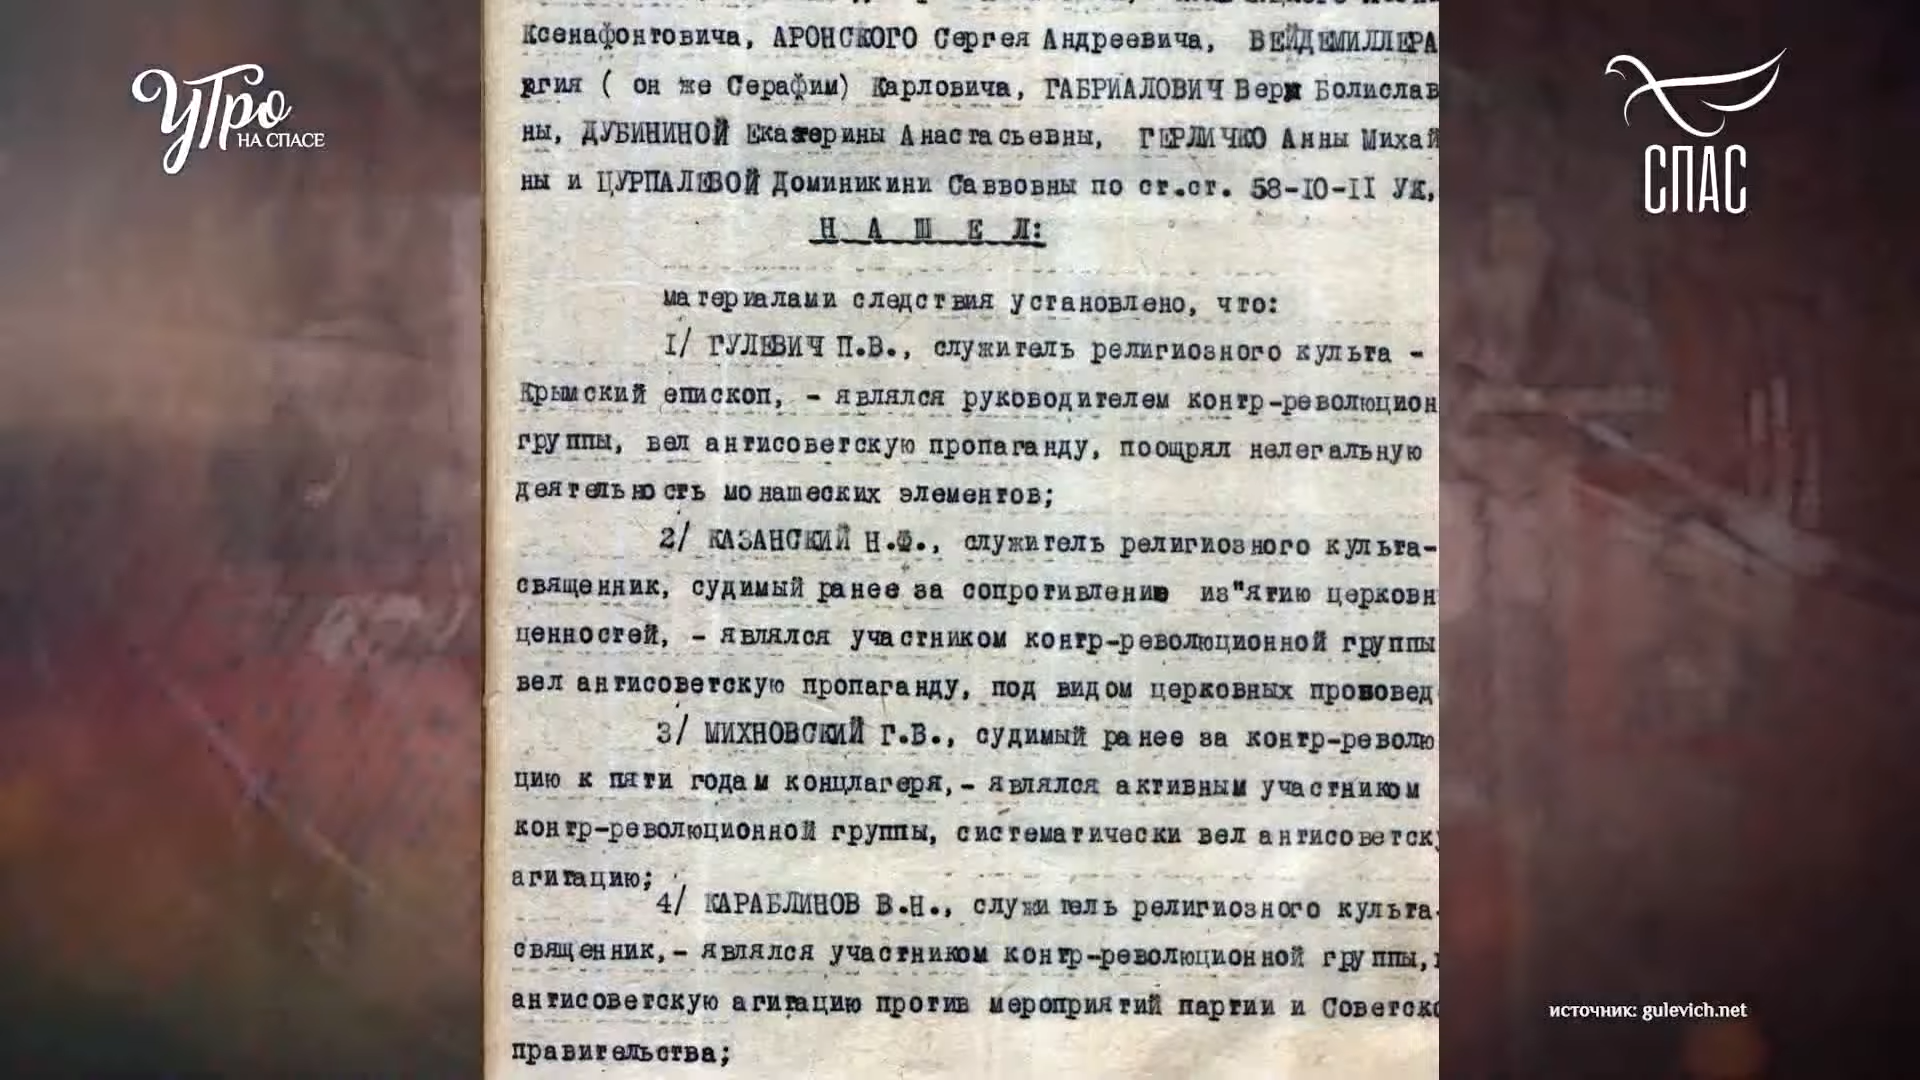 УТРО
НА СПАСЕ
СПАС
Ксенафонтовича, АРОНСКОГО Сергея Андреевича, ВЕЙДЕМИЛЛЕРА
ргия ( он же Серафим) Карловича, ГАБРИАЛОВИЧ Веры Болислав
ны, ДУБИНИНОЙ Екатерины Анастасьевны, ГЕРЛИЧКО Анны Михай
ны и ЦУРПАЛЕВОЙ Доминикини Саввовны по ст.ст. 58-10-11 УК,
Н А Ш Е Л:
материалами следствия установлено, что:
1/ ГУЛЕВИЧ П.В., служитель религиозного культа -
Крымский епископ, - являлся руководителем контр-революцион
группы, вел антисоветскую пропаганду, поощрял нелегальную
деятельность монашеских элементов;
2/ КАЗАНСКИЙ Н.Ф., служитель религиозного культа-
священник, судимый ранее за сопротивление из"ятию церковн
ценностей, - являлся участником контр-революционной группы
вел антисоветскую пропаганду, под видом церковных проповед
3/ МИХНОВСКИЙ Г.В., судимый ранее за контр-револю
цию к пяти годам концлагеря,- являлся активным участником
контр-революционной группы, систематически вел антисоветску
агитацию;
4/ КАРАБЛИНОВ В.Н., служитель религиозного культа-
священник,- являлся участником контр-революционной группы,
антисоветскую агитацию против мероприятий партии и Советско
правительства;
источник: gulevich.net